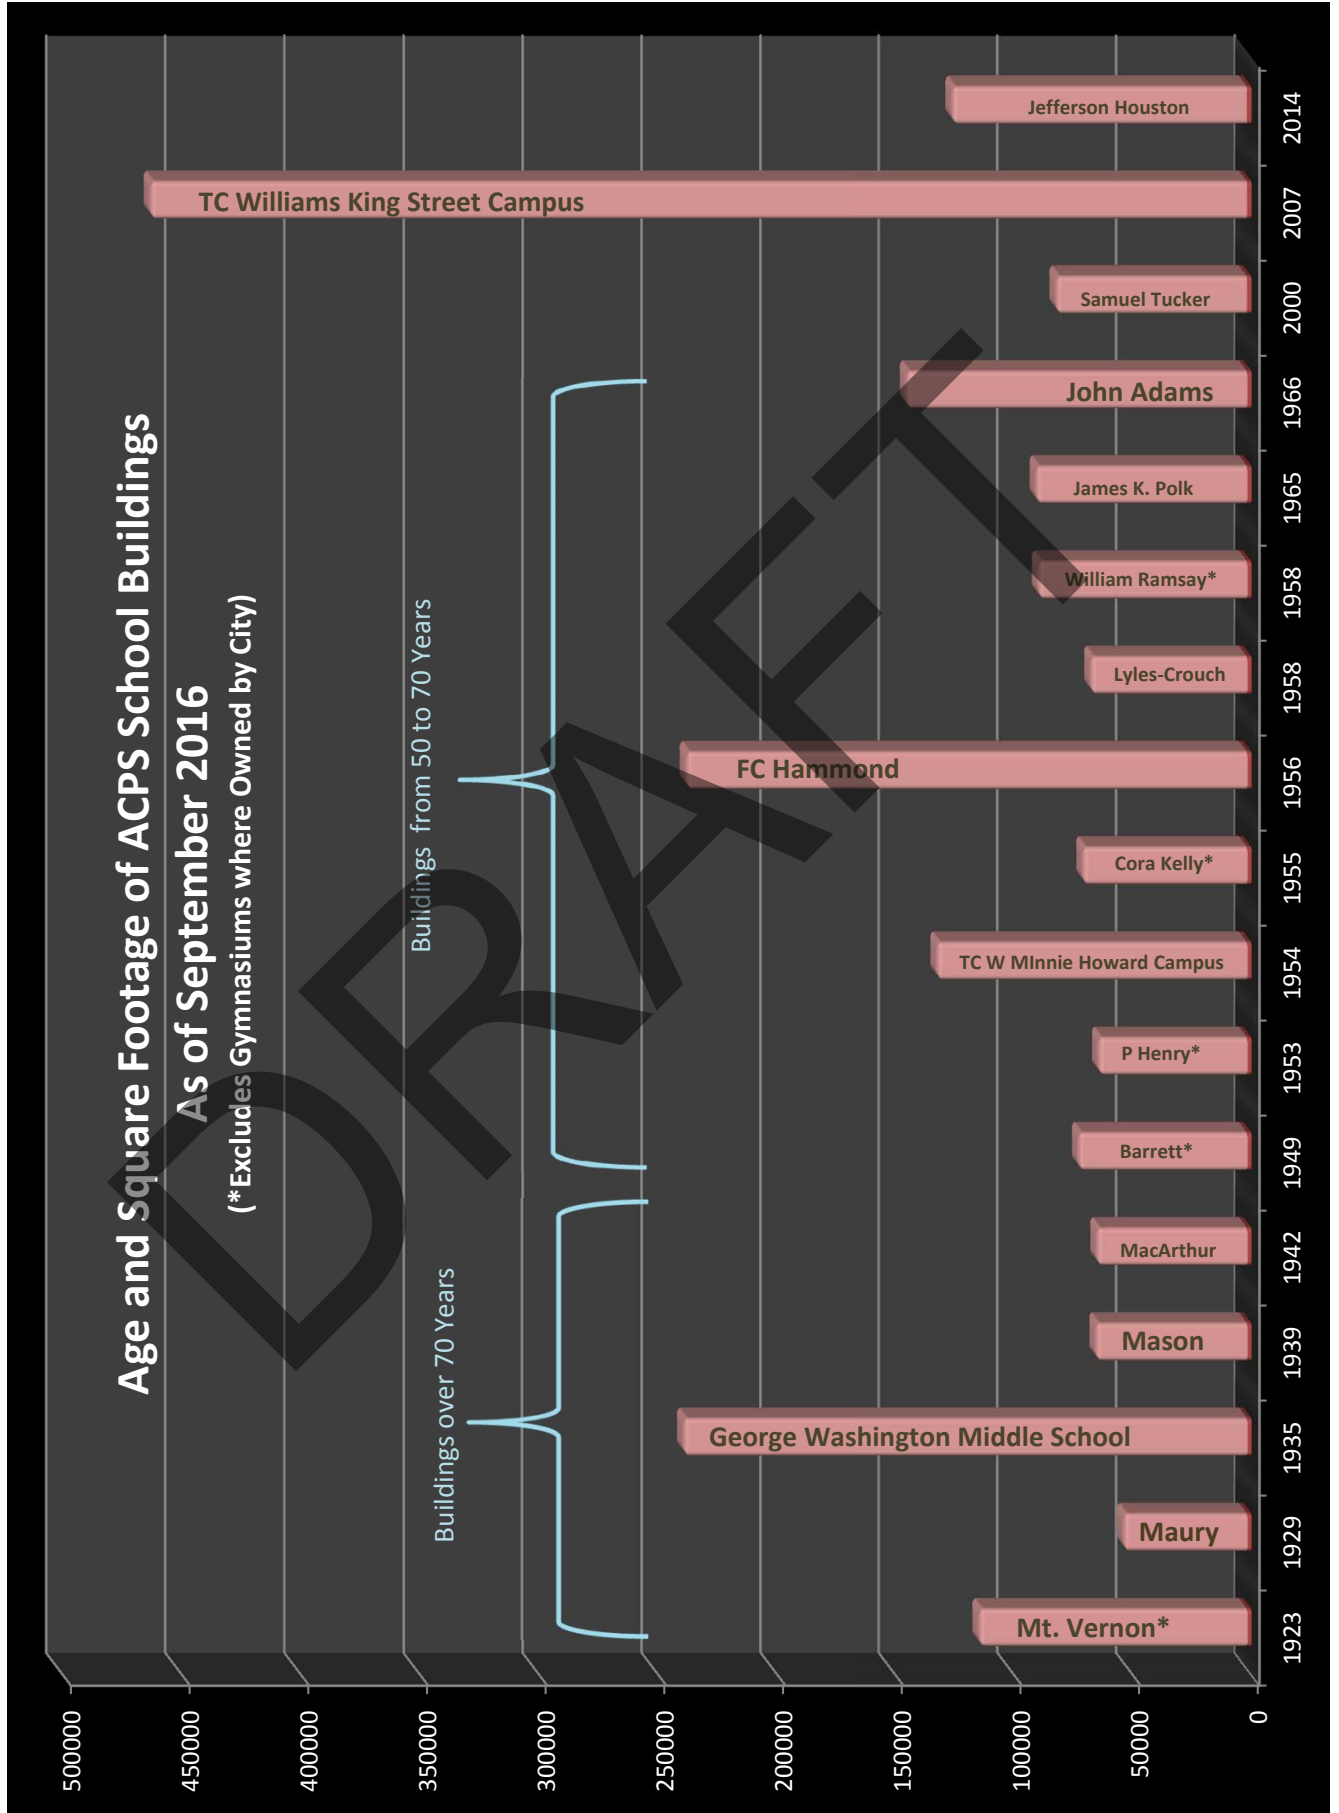 Age and Square Footage of ACPS School Buildings
As of September 2016
(*Excludes Gymnasiums where Owned by City)
Buildings over 70 Years
Buildings from 50 to 70 Years
500000
450000
400000
350000
300000
250000
200000
150000
100000
50000
0
Mt. Vernon*
Maury
George Washington Middle School
Mason
MacArthur
Barrett*
P Henry*
TC W MInnie Howard Campus
Cora Kelly*
FC Hammond
Lyles-Crouch
William Ramsay*
James K. Polk
John Adams
Samuel Tucker
TC Williams King Street Campus
Jefferson Houston
1923
1929
1935
1939
1942
1949
1953
1954
1955
1956
1958
1958
1965
1966
2000
2007
2014
DRAFT